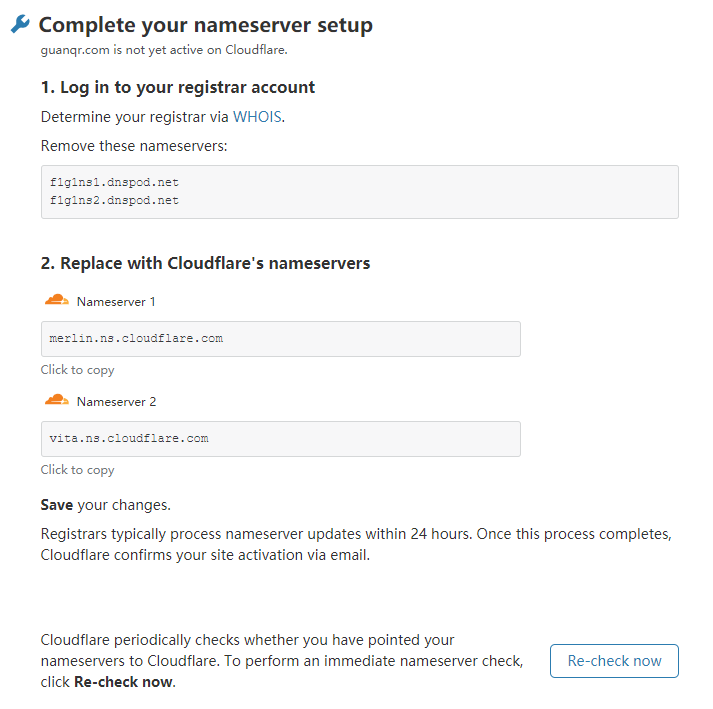 Complete your nameserver setup
guanqr.com is not yet active on Cloudflare.
1. Log in to your registrar account
Determine your registrar via WHOIS.
Remove these nameservers:
f1g1ns1.dnspod.net
f1g1ns2.dnspod.net
2. Replace with Cloudflare's nameservers
Nameserver 1
merlin.ns.cloudflare.com
Click to copy
Nameserver 2
vita.ns.cloudflare.com
Click to copy
Save your changes.
Registrars typically process nameserver updates within 24 hours. Once this process completes,
Cloudflare confirms your site activation via email.
Cloudflare periodically checks whether you have pointed your
nameservers to Cloudflare. To perform an immediate nameserver check,
click Re-check now.
Re-check now